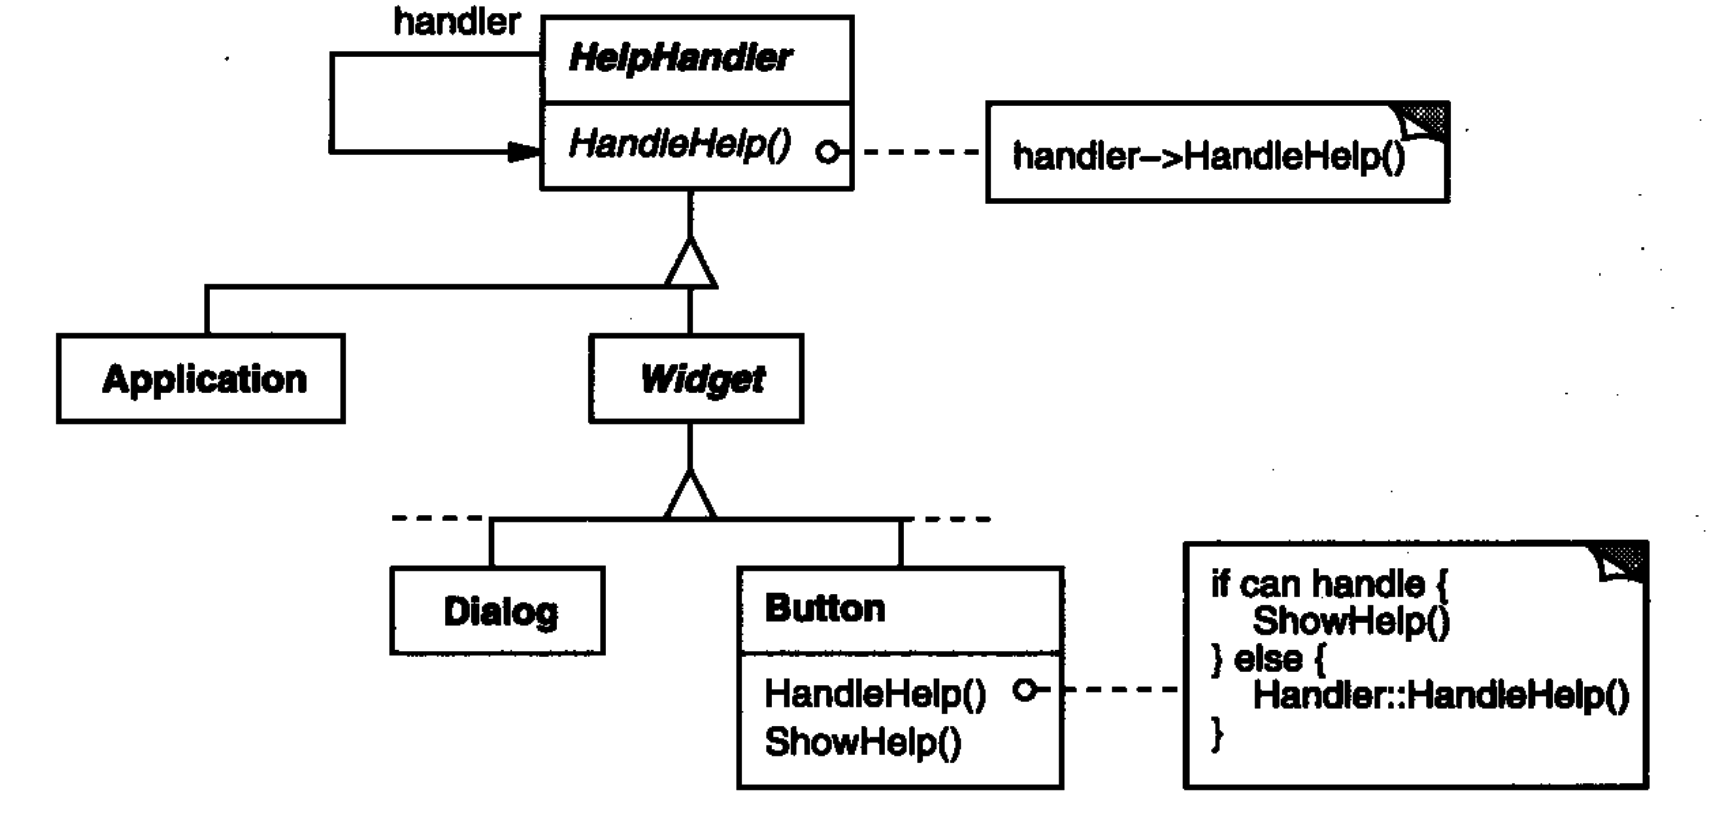 handler
HelpHandler
HandleHelp()
handler–>HandleHelp()
Application
Widget
Dialog
Button
HandleHelp()
ShowHelp()
if can handle {
ShowHelp()
} else {
Handler::HandleHelp()
}